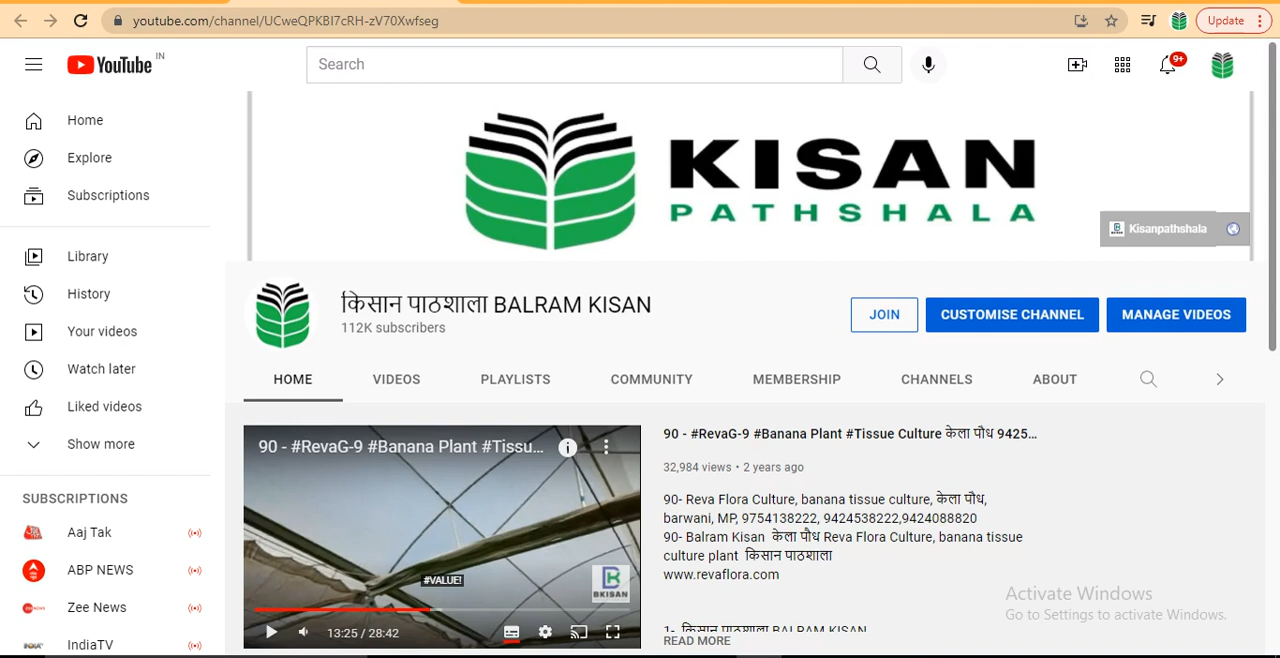 youtube.com/channel/UCweQPKBI7cRH-zV70Xwfseg
Update
YouTube IN
Search
9+
Home
Explore
Subscriptions
Library
History
Your videos
Watch later
Liked videos
Show more
SUBSCRIPTIONS
Aaj Tak
ABP NEWS
Zee News
IndiaTV
KISAN
PATHSHALA
Kisanpathshala
किसान पाठशाला BALRAM KISAN
112K subscribers
JOIN
CUSTOMISE CHANNEL
MANAGE VIDEOS
HOME
VIDEOS
PLAYLISTS
COMMUNITY
MEMBERSHIP
CHANNELS
ABOUT
90 - #RevaG-9 #Banana Plant #Tissu...
#VALUE!
BKISAN
13:25 / 28:42
90 - #RevaG-9 #Banana Plant #Tissue Culture केला पौध 9425...
32,984 views • 2 years ago
90- Reva Flora Culture, banana tissue culture, केला पौध,
barwani, MP, 9754138222, 9424538222,9424088820
90- Balram Kisan केला पौध Reva Flora Culture, banana tissue
culture plant किसान पाठशाला
www.revaflora.com
1- किसान पाठशाला BALRAM KISAN
READ MORE
Activate Windows
Go to Settings to activate Windows.